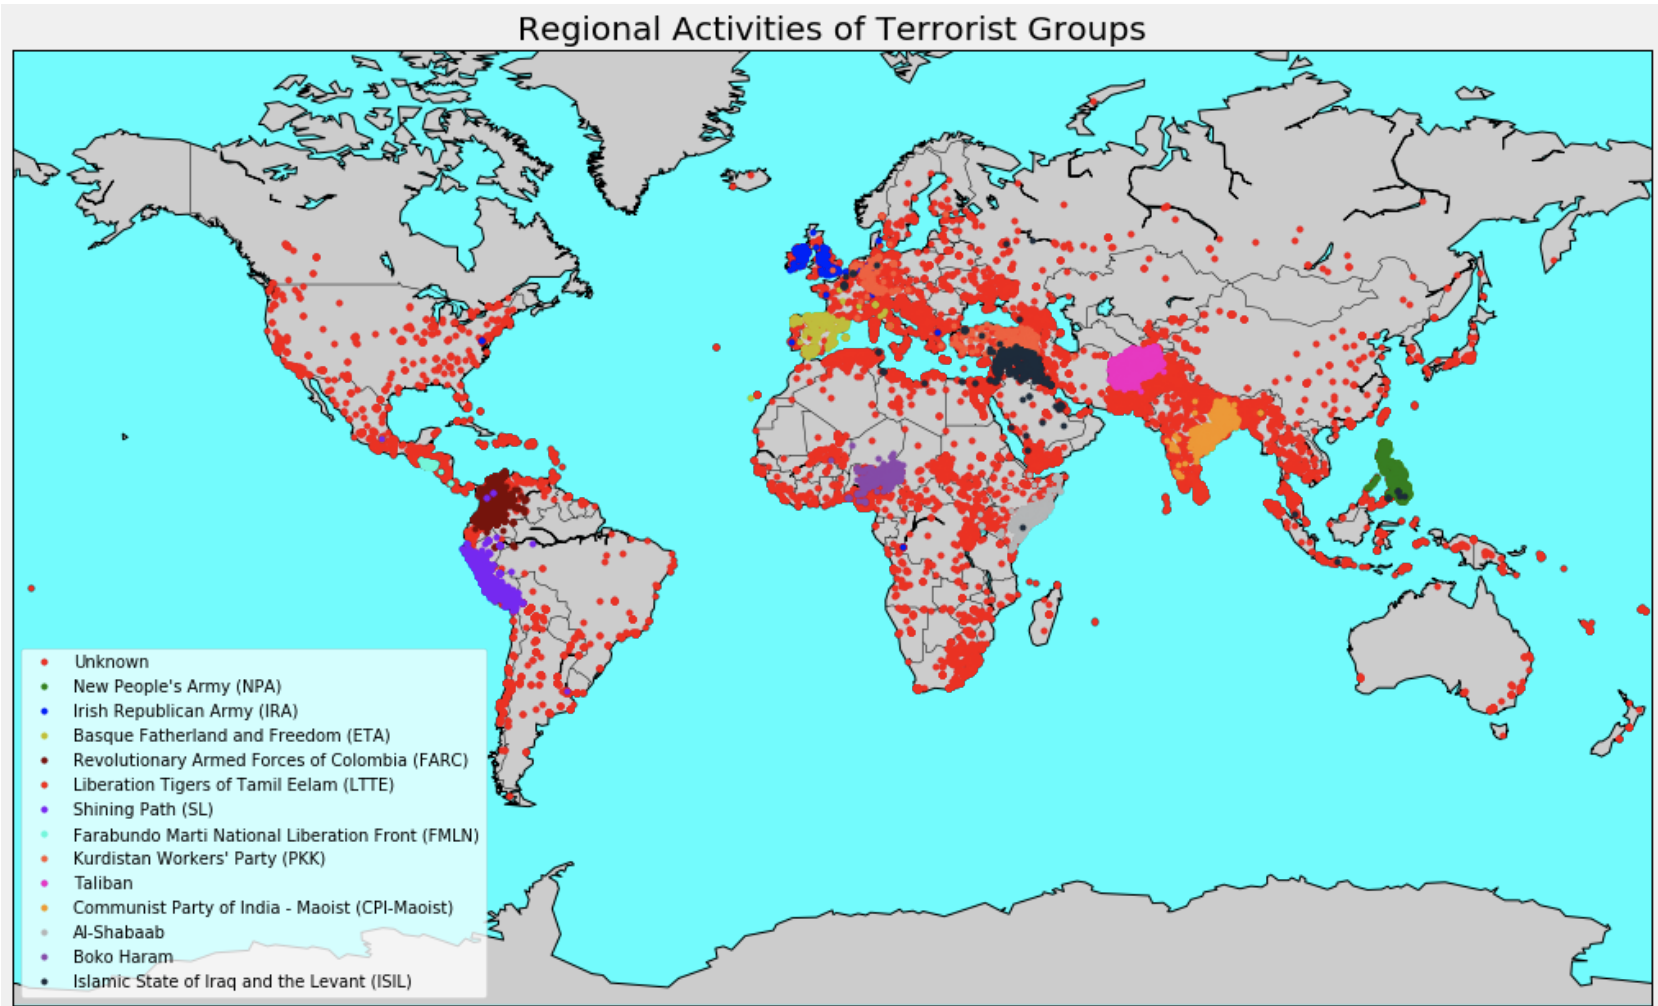 Regional Activities of Terrorist Groups
Unknown
New People's Army (NPA)
Irish Republican Army (IRA)
Basque Fatherland and Freedom (ETA)
Revolutionary Armed Forces of Colombia (FARC)
Liberation Tigers of Tamil Eelam (LTTE)
Shining Path (SL)
Farabundo Marti National Liberation Front (FMLN)
Kurdistan Workers' Party (PKK)
Taliban
Communist Party of India - Maoist (CPI-Maoist)
Al-Shabaab
Boko Haram
Islamic State of Iraq and the Levant (ISIL)